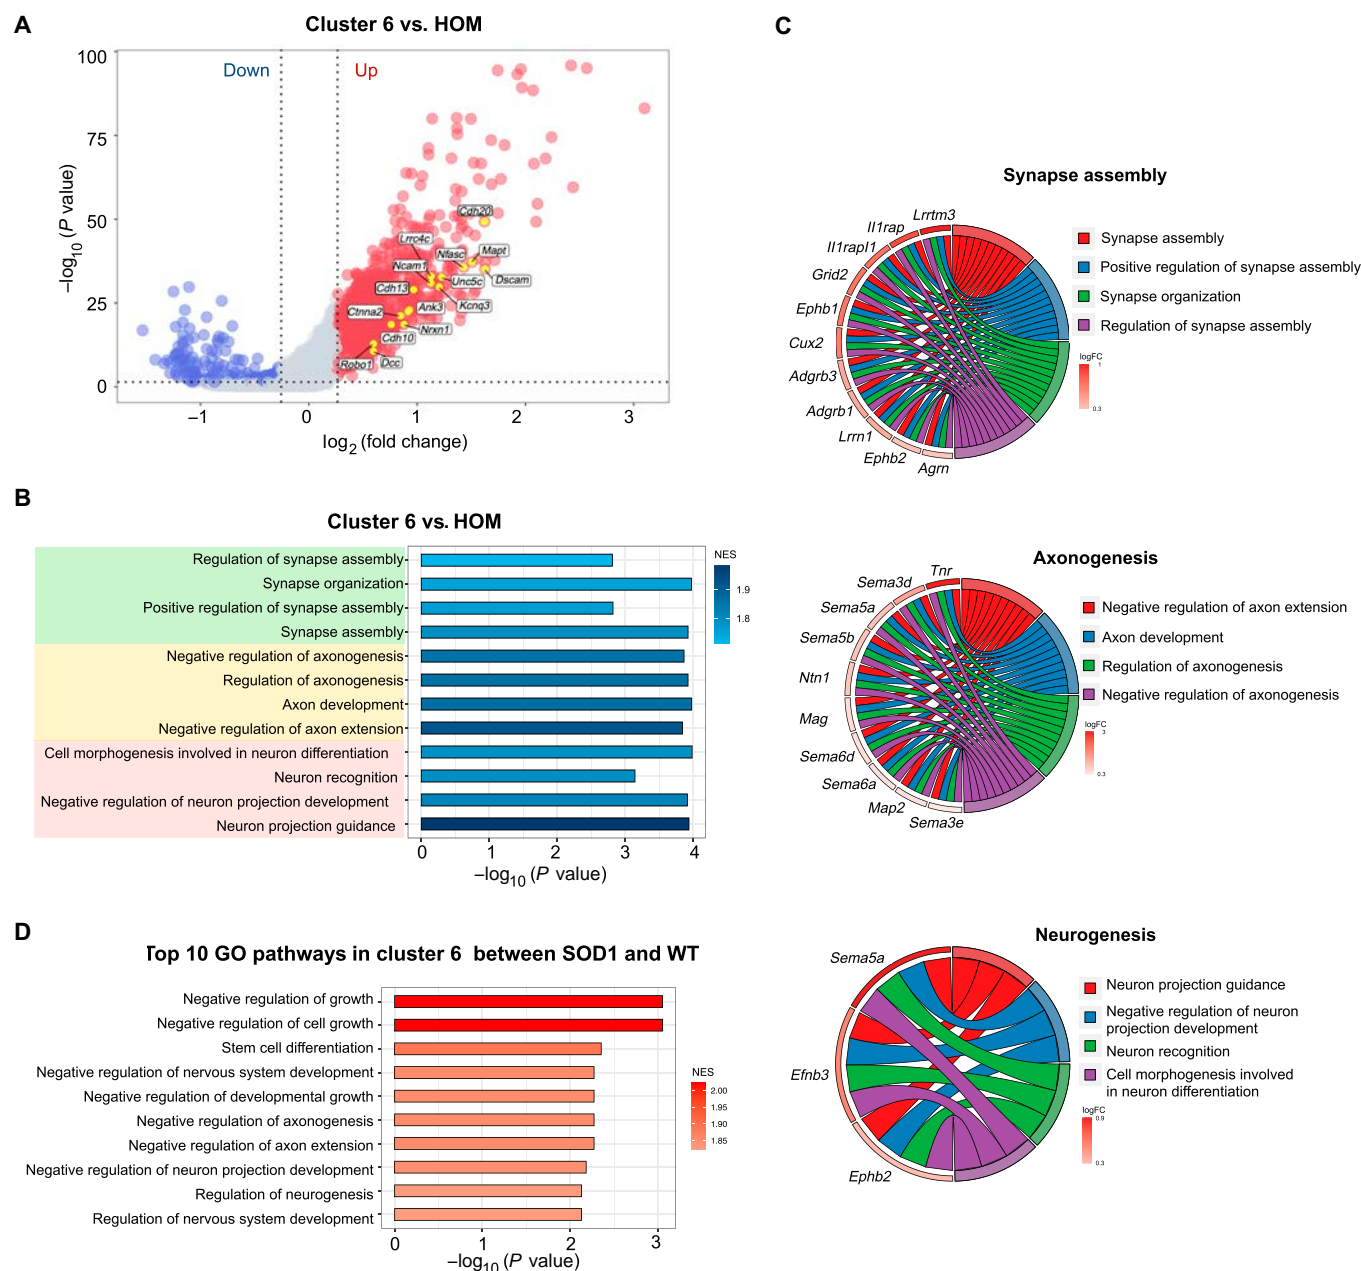 A
Cluster 6 vs. HOM
Down
Up
100
75
50
25
0
−log10 (P value)
Cdh20
Lrrc4c
Nfasc
Mapt
Ncam1
Unc5c
Dscam
Cdh13
Kcnq3
Ctnna2
Ank3
Nrxn1
Cdh10
Robo1
Dcc
−1
0
1
2
3
log2 (fold change)
B
Cluster 6 vs. HOM
Regulation of synapse assembly
Synapse organization
Positive regulation of synapse assembly
Synapse assembly
Negative regulation of axonogenesis
Regulation of axonogenesis
Axon development
Negative regulation of axon extension
Cell morphogenesis involved in neuron differentiation
Neuron recognition
Negative regulation of neuron projection development
Neuron projection guidance
0
1
2
3
4
−log10 (P value)
NES
1.9
1.8
C
Synapse assembly
Lrrtm3
Il1rap
Il1rapl1
Grid2
Ephb1
Cux2
Adgrb3
Adgrb1
Lrrn1
Ephb2
Agrn
Synapse assembly
Positive regulation of synapse assembly
Synapse organization
Regulation of synapse assembly
logFC
1
0.3
Axonogenesis
Tnr
Sema3d
Sema5a
Sema5b
Ntn1
Mag
Sema6d
Sema6a
Map2
Sema3e
Negative regulation of axon extension
Axon development
Regulation of axonogenesis
Negative regulation of axonogenesis
logFC
3
0.3
Neurogenesis
Sema5a
Efnb3
Ephb2
Neuron projection guidance
Negative regulation of neuron
projection development
Neuron recognition
Cell morphogenesis involved
in neuron differentiation
logFC
0.9
0.3
D
Top 10 GO pathways in cluster 6 between SOD1 and WT
Negative regulation of growth
Negative regulation of cell growth
Stem cell differentiation
Negative regulation of nervous system development
Negative regulation of developmental growth
Negative regulation of axonogenesis
Negative regulation of axon extension
Negative regulation of neuron projection development
Regulation of neurogenesis
Regulation of nervous system development
0
1
2
3
−log10 (P value)
NES
2.00
1.95
1.90
1.85